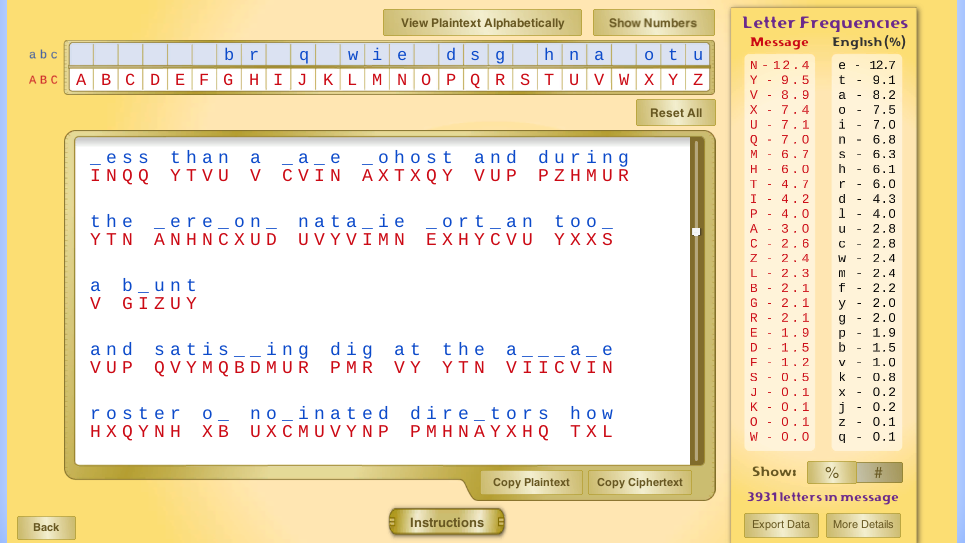 View Plaintext Alphabetically
Show Numbers
Letter Frequencies
a b c
b r q w i e d s g h n a o t u
A B C
A B C D E F G H I J K L M N O P Q R S T U V W X Y Z
Reset All
Message English (%)
N - 12.4 e - 12.7
Y - 9.5 t - 9.1
V - 8.9 a - 8.2
X - 7.4 o - 7.5
U - 7.1 i - 7.0
Q - 7.0 n - 6.8
M - 6.7 s - 6.3
H - 6.0 h - 6.1
T - 4.7 r - 6.0
I - 4.2 d - 4.3
P - 4.0 l - 4.0
A - 3.0 u - 2.8
C - 2.6 c - 2.8
Z - 2.4 w - 2.4
L - 2.3 m - 2.4
B - 2.1 f - 2.2
G - 2.1 y - 2.0
R - 2.1 g - 2.0
E - 1.9 p - 1.9
D - 1.5 b - 1.5
F - 1.2 v - 1.0
S - 0.5 k - 0.8
J - 0.1 x - 0.2
K - 0.1 j - 0.2
O - 0.1 z - 0.1
W - 0.0 q - 0.1
_ess than a _a_e _ohost and during
INQQ YTVU V CVIN AXTXQY VUP PZHMUR
the _ere_on_ nata_ie _ort_an too_
YTN ANHNCXUD UVYVIMN EXHYCVU YXXS
a b_unt
V GIZUY
and satis__ing dig at the a___a_e
VUP QVYMQBDMUR PMR VY YTN VIICVIN
roster o_ no_inated dire_tors how
HXQYNH XB UXCMUVYNP PMHNAYXHQ TXL
Show: % #
3931 letters in message
Copy Plaintext
Copy Ciphertext
Export Data
More Details
Back
Instructions